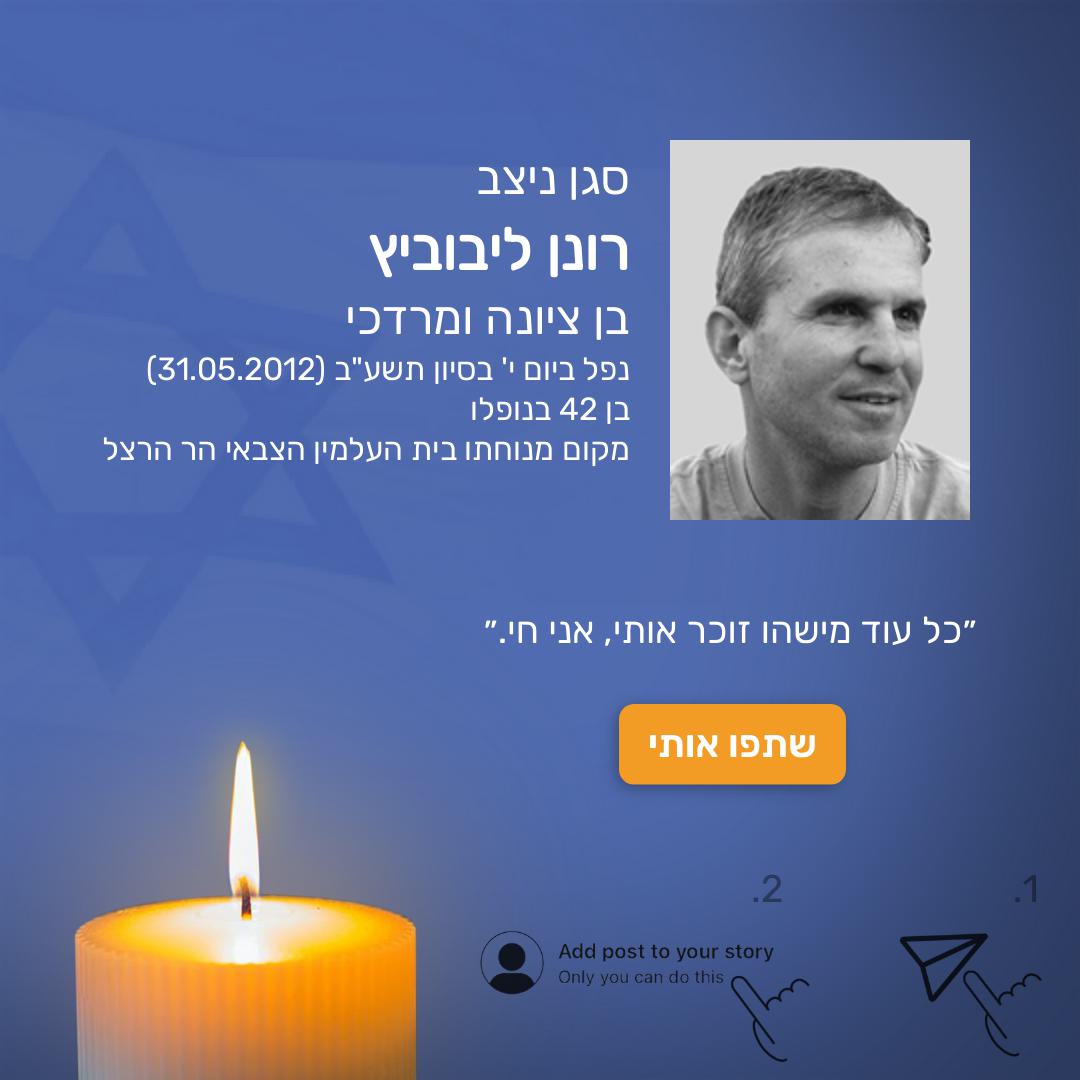 סגן ניצב
רונן ליבוביץ
בן ציונה ומרדכי
נפל ביום י' בסיון תשע"ב (31.05.2012)
בן 42 בנופלו
מקום מנוחתו בית העלמין הצבאי הר הרצל
״כל עוד מישהו זוכר אותי, אני חי.״
שתפו אותי
1.
2.
Add post to your story
Only you can do this